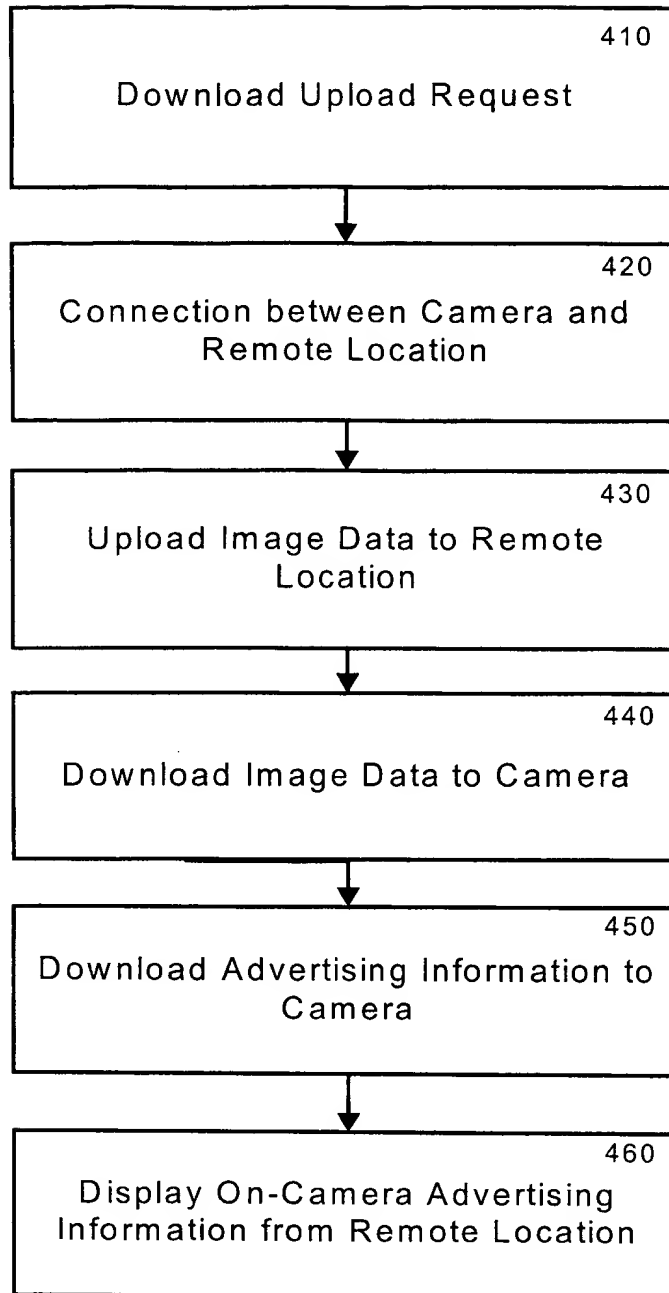 410
Download Upload Request
420
Connection between Camera and
Remote Location
430
Upload Image Data to Remote
Location
440
Download Image Data to Camera
450
Download Advertising Information to
Camera
460
Display On-Camera Advertising
Information from Remote Location